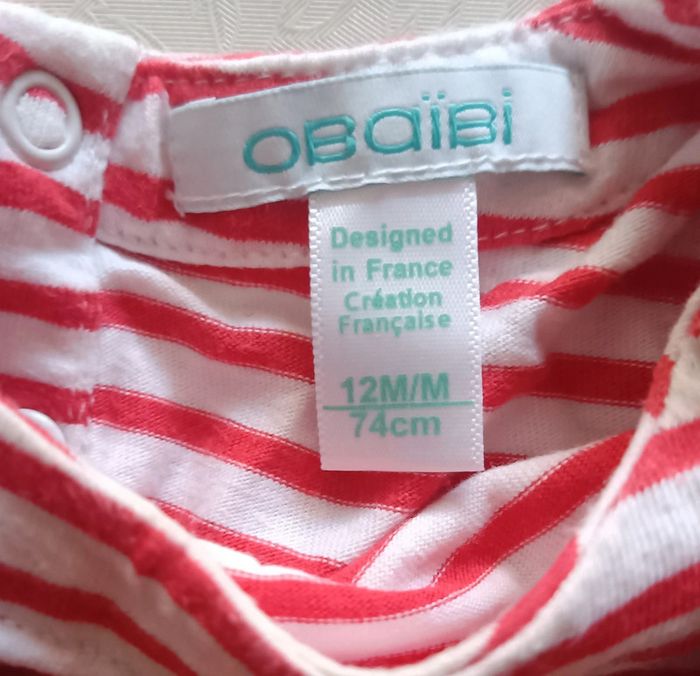 OBaïBi
Designed
in France
Création
Française
12M/M
74cm